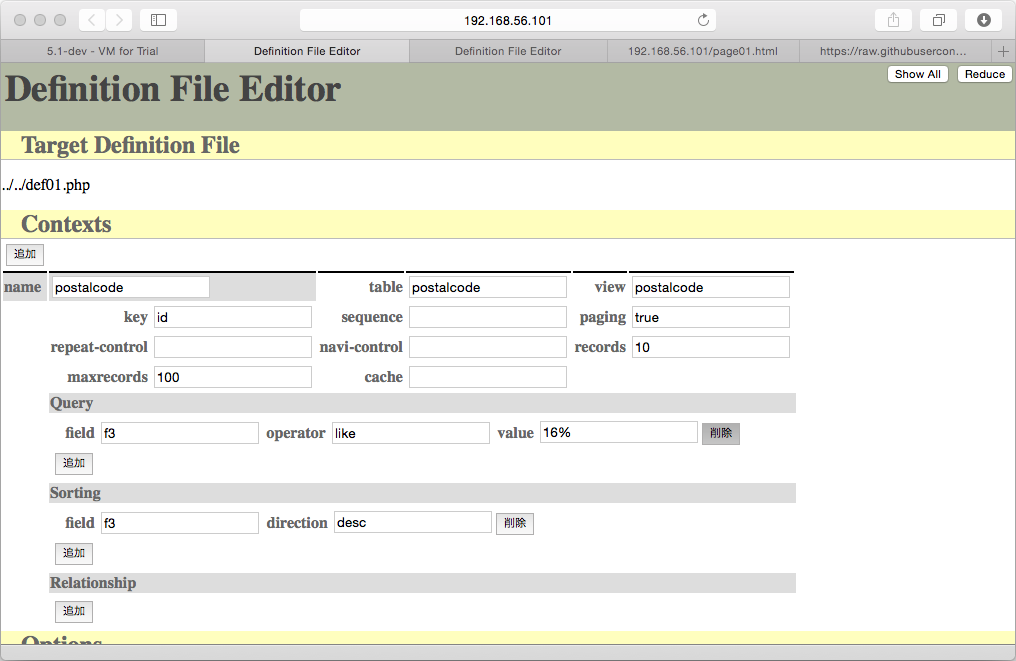 192.168.56.101
5.1-dev - VM for Trial
Definition File Editor
Definition File Editor
192.168.56.101/page01.html
https://raw.githubusercon...
Show All
Reduce
Definition File Editor
Target Definition File
../../def01.php
Contexts
追加
name postalcode table postalcode view postalcode
key id sequence paging true
repeat-control navi-control records 10
maxrecords 100 cache
Query
field f3 operator like value 16% 削除
追加
Sorting
field f3 direction desc 削除
追加
Relationship
追加
Options